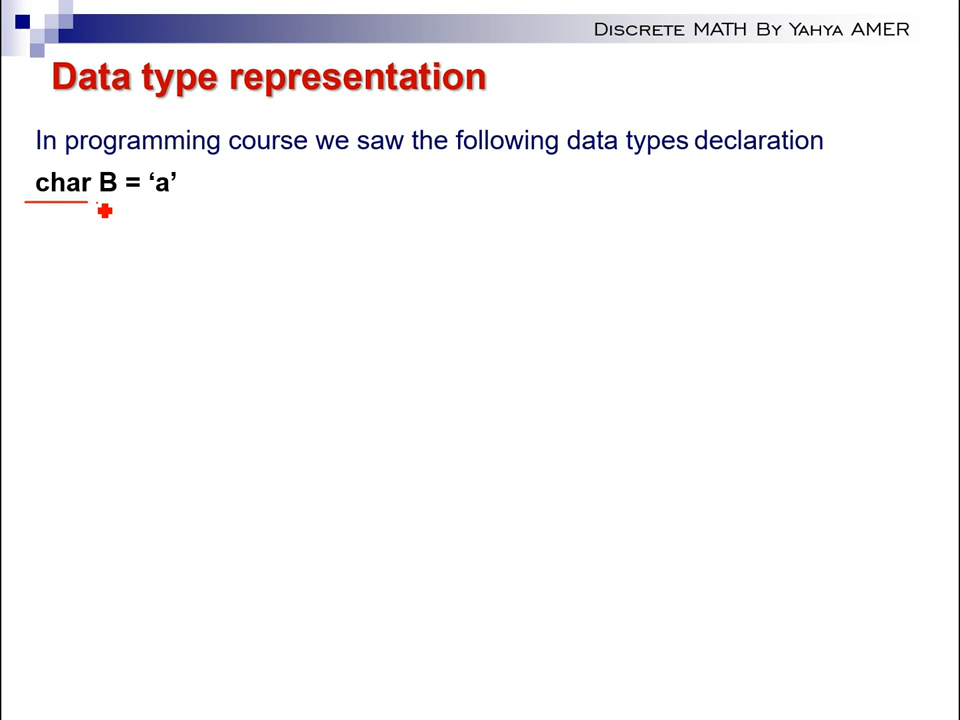 DISCRETE MATH BY YAHYA AMER
Data type representation
In programming course we saw the following data types declaration
char B = ‘a’